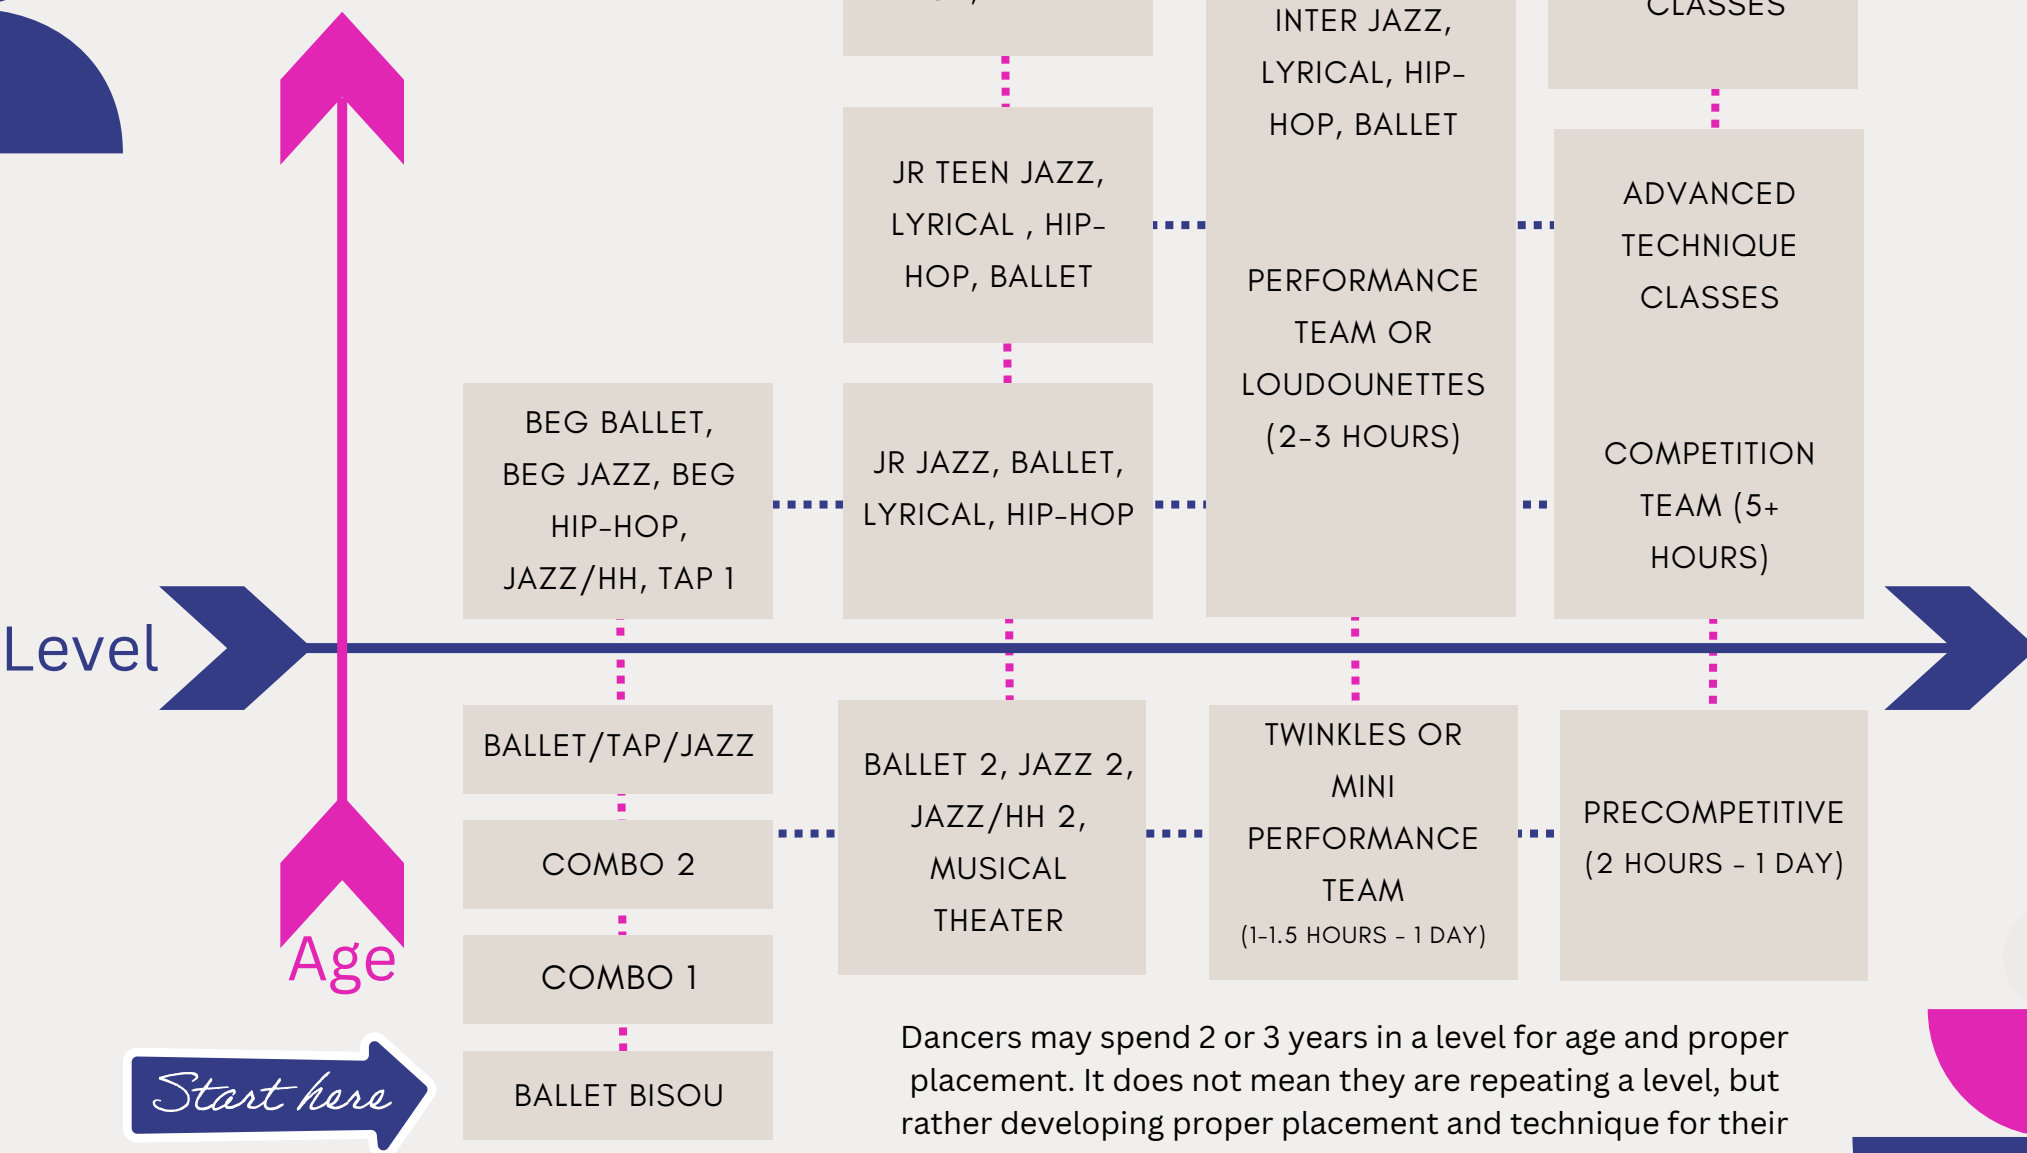 CLASSES
INTER JAZZ,
LYRICAL, HIP-
HOP, BALLET
PERFORMANCE
TEAM OR
LOUDOUNETTES
(2-3 HOURS)
JR TEEN JAZZ,
LYRICAL , HIP-
HOP, BALLET
ADVANCED
TECHNIQUE
CLASSES
COMPETITION
TEAM (5+
HOURS)
BEG BALLET,
BEG JAZZ, BEG
HIP-HOP,
JAZZ/HH, TAP 1
JR JAZZ, BALLET,
LYRICAL, HIP-HOP
Level
BALLET/TAP/JAZZ
COMBO 2
COMBO 1
BALLET BISOU
BALLET 2, JAZZ 2,
JAZZ/HH 2,
MUSICAL
THEATER
TWINKLES OR
MINI
PERFORMANCE
TEAM
(1-1.5 HOURS - 1 DAY)
PRECOMPETITIVE
(2 HOURS - 1 DAY)
Age
Start here
Dancers may spend 2 or 3 years in a level for age and proper
placement. It does not mean they are repeating a level, but
rather developing proper placement and technique for their